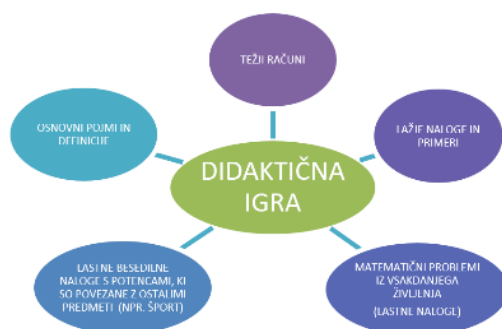 TEŽJI RAČUNI
OSNOVNI POJMI IN
DEFINICIJE
LAŽJE NALOGE IN
PRIMERI
DIDAKTIČNA
IGRA
LASTNE BESEDILNE
NALOGE S POTENCAMI, KI
SO POVEZANE Z OSTALIMI
PREDMETI (NPR. ŠPORT)
MATEMATIČNI PROBLEMI
IZ VSAKDANJEGA
ŽIVLJENJA
(LASTNE NALOGE)